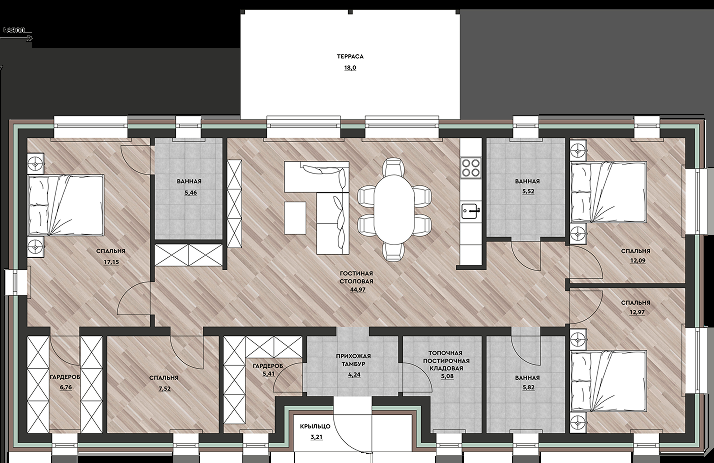 ТЕРРАСА
18,0
ВАННАЯ
5,46
ВАННАЯ
5,52
СПАЛЬНЯ
17,15
СПАЛЬНЯ
12,09
ГОСТИНАЯ
СТОЛОВАЯ
44,97
СПАЛЬНЯ
12,97
ГАРДЕРОБ
6,76
СПАЛЬНЯ
7,52
ГАРДЕРОБ
5,41
ПРИХОЖАЯ
ТАМБУР
4,24
ТОПОЧНАЯ
ПОСТИРОЧНАЯ
КЛАДОВАЯ
5,08
ВАННАЯ
5,82
КРЫЛЬЦО
3,21